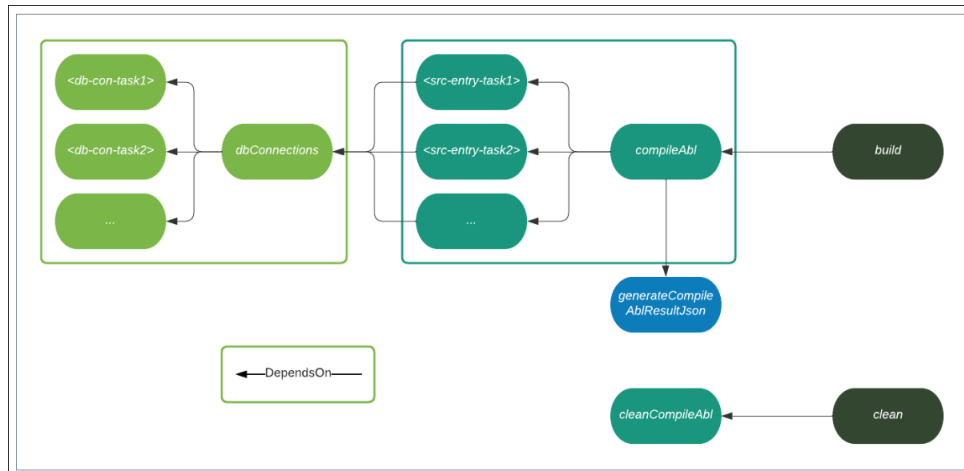 <db-con-task1>
<src-entry-task1>
<db-con-task2>
dbConnections
<src-entry-task2>
compileAbl
build
...
...
generateCompile
AblResultJson
DependsOn
cleanCompileAbl
clean